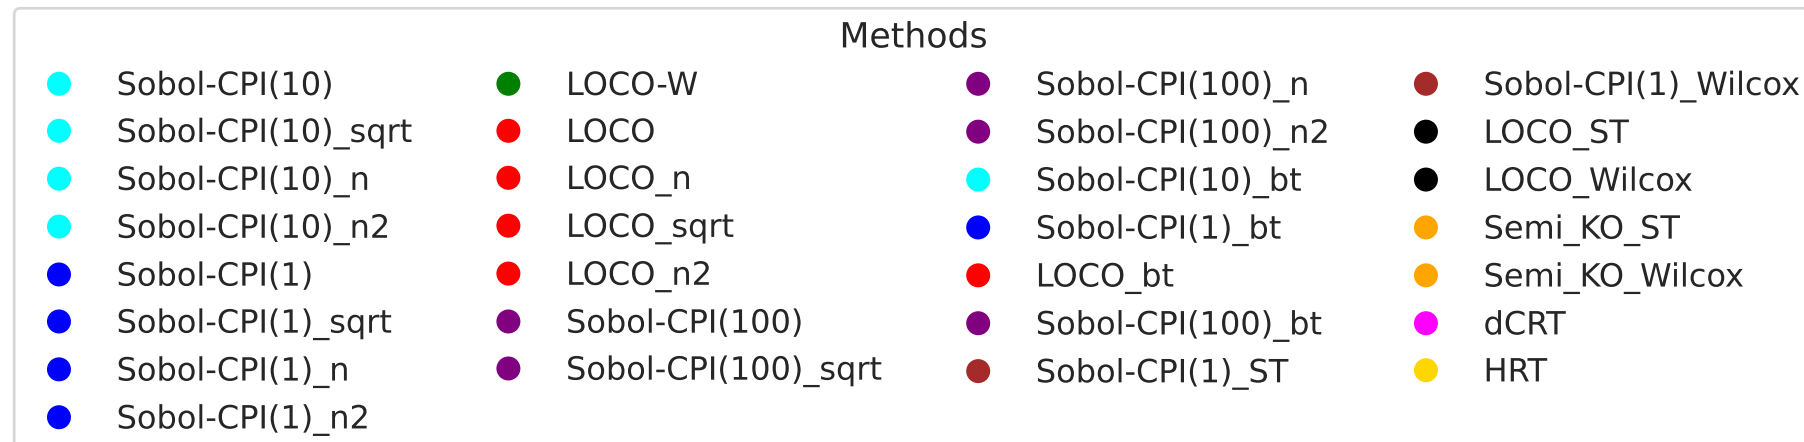 Methods
Sobol-CPI(10)
Sobol-CPI(10)_sqrt
Sobol-CPI(10)_n
Sobol-CPI(10)_n2
Sobol-CPI(1)
Sobol-CPI(1)_sqrt
Sobol-CPI(1)_n
Sobol-CPI(1)_n2
LOCO-W
LOCO
LOCO_n
LOCO_sqrt
LOCO_n2
Sobol-CPI(100)
Sobol-CPI(100)_sqrt
Sobol-CPI(100)_n
Sobol-CPI(100)_n2
Sobol-CPI(10)_bt
Sobol-CPI(1)_bt
LOCO_bt
Sobol-CPI(100)_bt
Sobol-CPI(1)_ST
Sobol-CPI(1)_Wilcox
LOCO_ST
LOCO_Wilcox
Semi_KO_ST
Semi_KO_Wilcox
dCRT
HRT